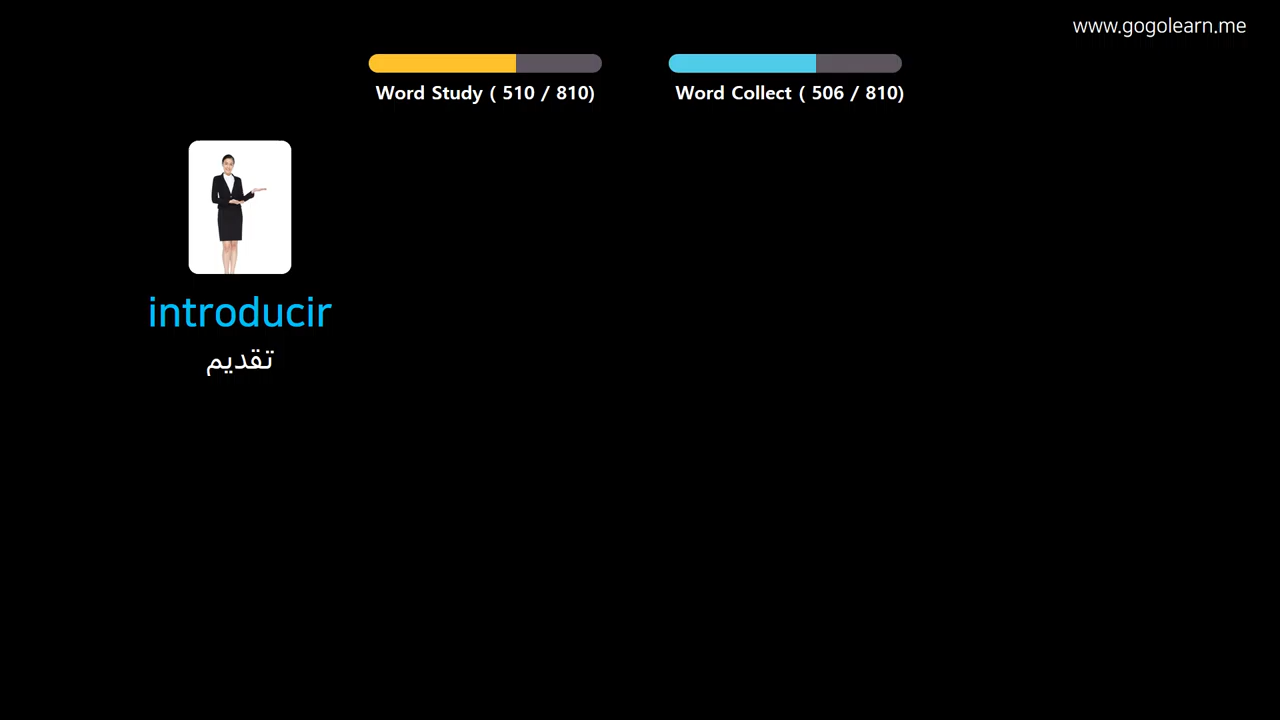 www.gogolearn.me
Word Study ( 510 / 810)
Word Collect ( 506 / 810)
introducir
تقديم